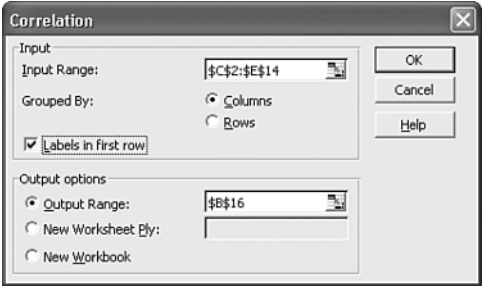 Correlation
Input
Input Range:
$C$2:$E$14
Grouped By:
Columns
Rows
Labels in first row
OK
Cancel
Help
Output options
Output Range:
$B$16
New Worksheet Ply:
New Workbook